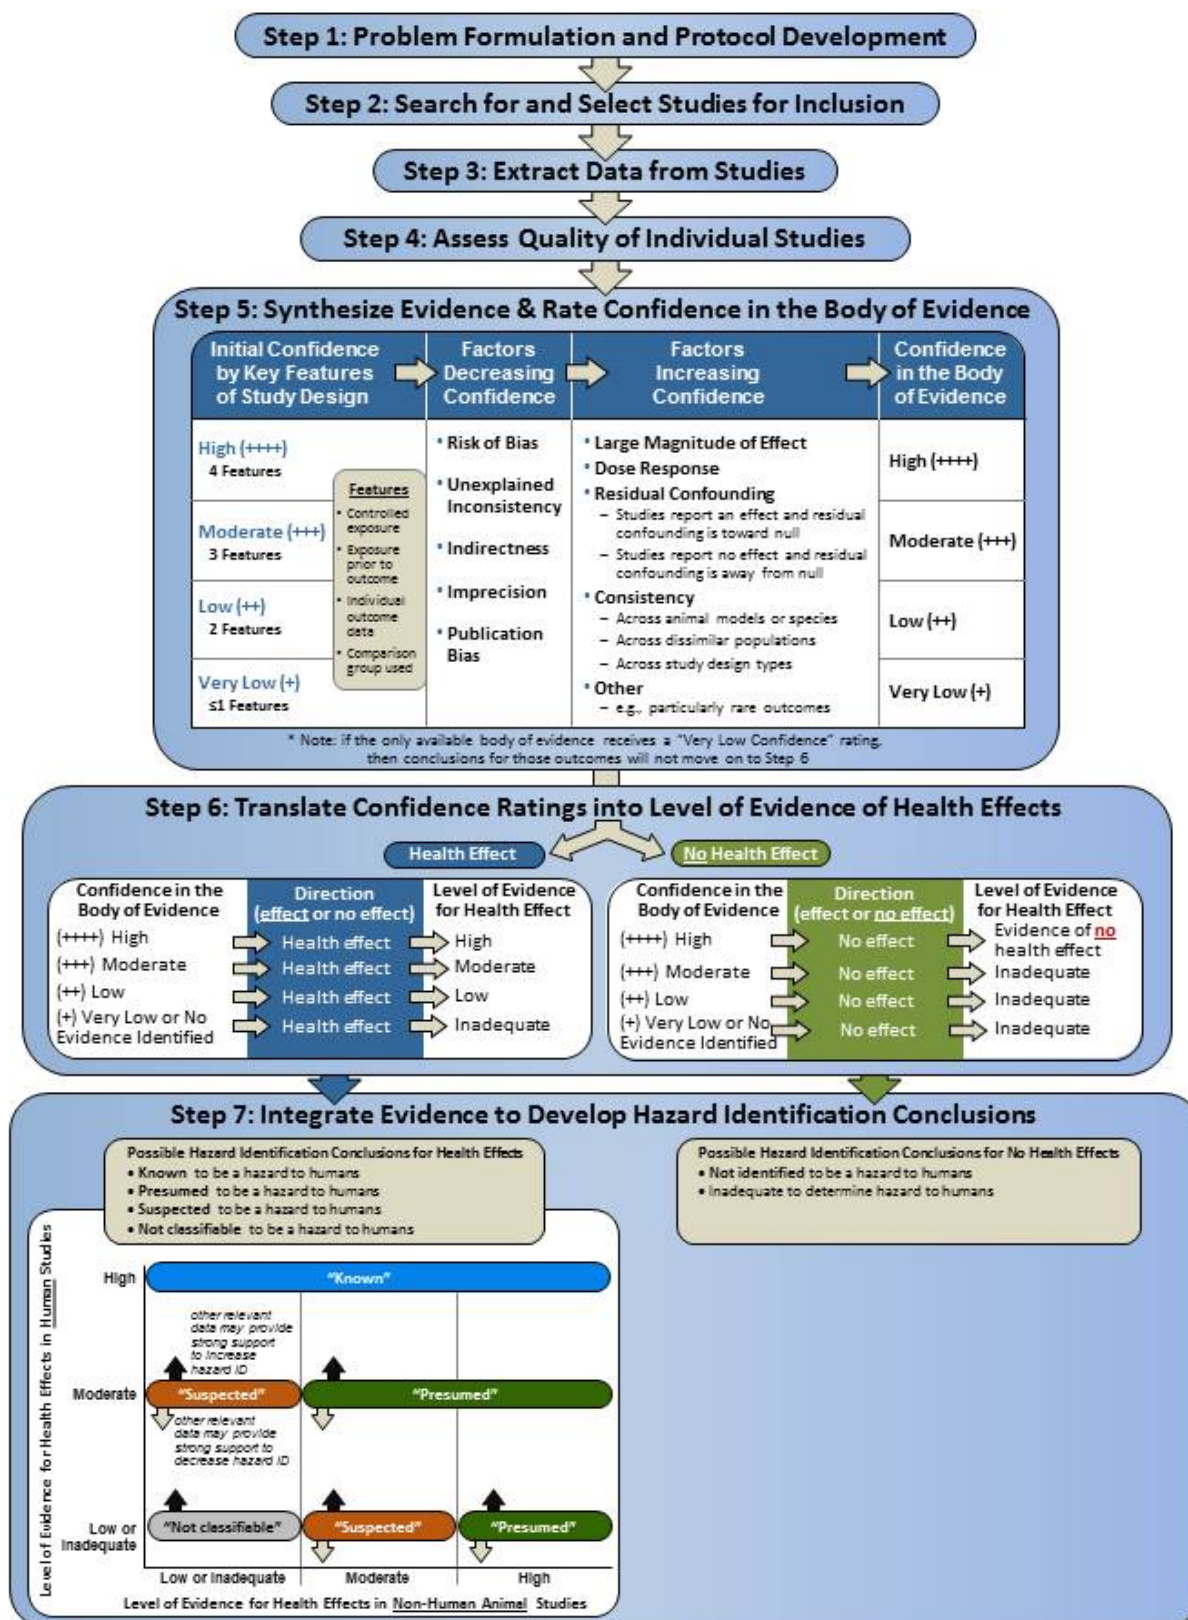 Step 1: Problem Formulation and Protocol Development
Step 2: Search for and Select Studies for Inclusion
Step 3: Extract Data from Studies
Step 4: Assess Quality of Individual Studies
Step 5: Synthesize Evidence & Rate Confidence in the Body of Evidence
Initial Confidence
by Key Features
of Study Design
Factors
Decreasing
Confidence
Factors
Increasing
Confidence
Confidence
in the Body
of Evidence
High (++++)
4 Features
Moderate (+++)
3 Features
Low (++)
2 Features
Very Low (+)
≤1 Features
Features
• Controlled
exposure
• Exposure
prior to
outcome
• Individual
outcome
data
• Comparison
group used
• Risk of Bias
• Unexplained
Inconsistency
• Indirectness
• Imprecision
• Publication
Bias
• Large Magnitude of Effect
• Dose Response
• Residual Confounding
– Studies report an effect and residual
confounding is toward null
– Studies report no effect and residual
confounding is away from null
• Consistency
– Across animal models or species
– Across dissimilar populations
– Across study design types
• Other
– e.g., particularly rare outcomes
High (++++)
Moderate (+++)
Low (++)
Very Low (+)
* Note: if the only available body of evidence receives a "Very Low Confidence" rating,
then conclusions for those outcomes will not move on to Step 6
Step 6: Translate Confidence Ratings into Level of Evidence of Health Effects
Health Effect
No Health Effect
Confidence in the
Body of Evidence
Direction
(effect or no effect)
Level of Evidence
for Health Effect
(++++) High
Health effect
High
(+++) Moderate
Health effect
Moderate
(++) Low
Health effect
Low
(+) Very Low or No
Evidence Identified
Health effect
Inadequate
Confidence in the
Body of Evidence
Direction
(effect or no effect)
Level of Evidence
for Health Effect
(++++) High
No effect
Evidence of no
health effect
(+++) Moderate
No effect
Inadequate
(++) Low
No effect
Inadequate
(+) Very Low or No
Evidence Identified
No effect
Inadequate
Step 7: Integrate Evidence to Develop Hazard Identification Conclusions
Possible Hazard Identification Conclusions for Health Effects
• Known to be a hazard to humans
• Presumed to be a hazard to humans
• Suspected to be a hazard to humans
• Not classifiable to be a hazard to humans
Possible Hazard Identification Conclusions for No Health Effects
• Not identified to be a hazard to humans
• Inadequate to determine hazard to humans
Level of Evidence for Health Effects in Human Studies
High
"Known"
other relevant
data may provide
strong support
to increase
hazard ID
Moderate
"Suspected"
"Presumed"
other relevant
data may provide
strong support to
decrease hazard ID
Low or
Inadequate
"Not classifiable"
"Suspected"
"Presumed"
Low or Inadequate
Moderate
High
Level of Evidence for Health Effects in Non-Human Animal Studies